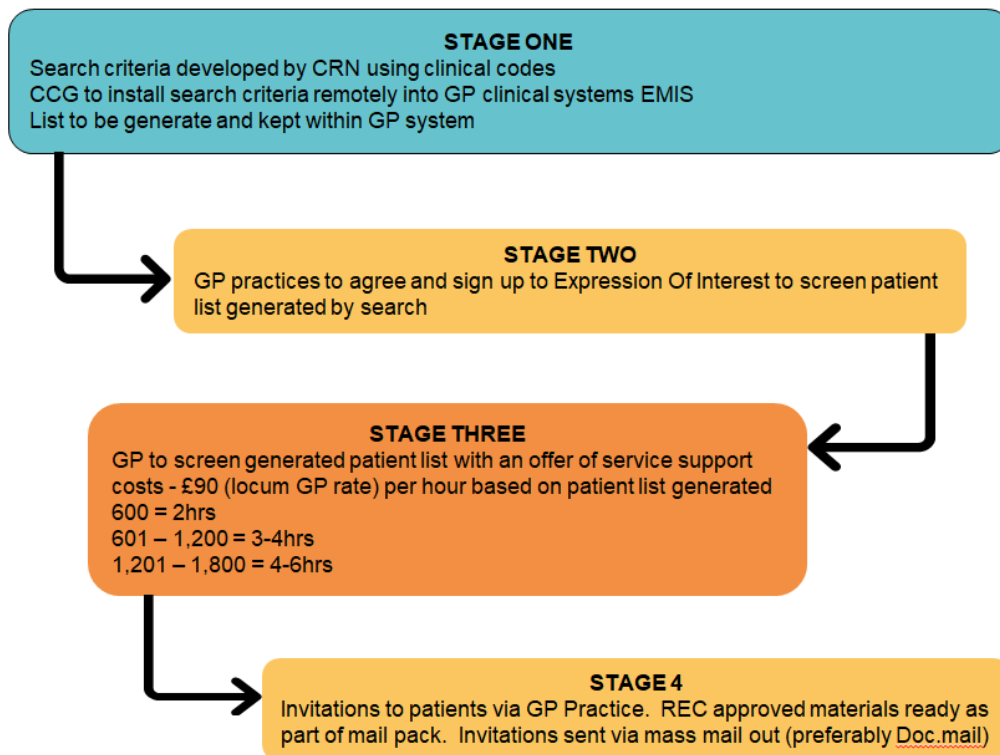 STAGE ONE
Search criteria developed by CRN using clinical codes
CCG to install search criteria remotely into GP clinical systems EMIS
List to be generate and kept within GP system
STAGE TWO
GP practices to agree and sign up to Expression Of Interest to screen patient
list generated by search
STAGE THREE
GP to screen generated patient list with an offer of service support
costs - £90 (locum GP rate) per hour based on patient list generated
600 = 2hrs
601 – 1,200 = 3-4hrs
1,201 – 1,800 = 4-6hrs
STAGE 4
Invitations to patients via GP Practice.  REC approved materials ready as
part of mail pack.  Invitations sent via mass mail out (preferably Doc.mail)